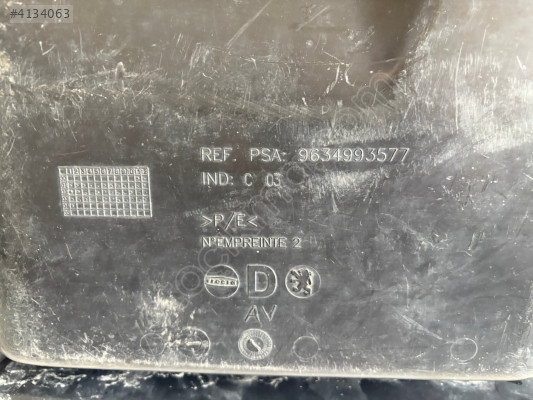 #4134063
REF. PSA: 9634993577
IND: C 03
>P/E<
N°EMPREINTE 2
D
AV